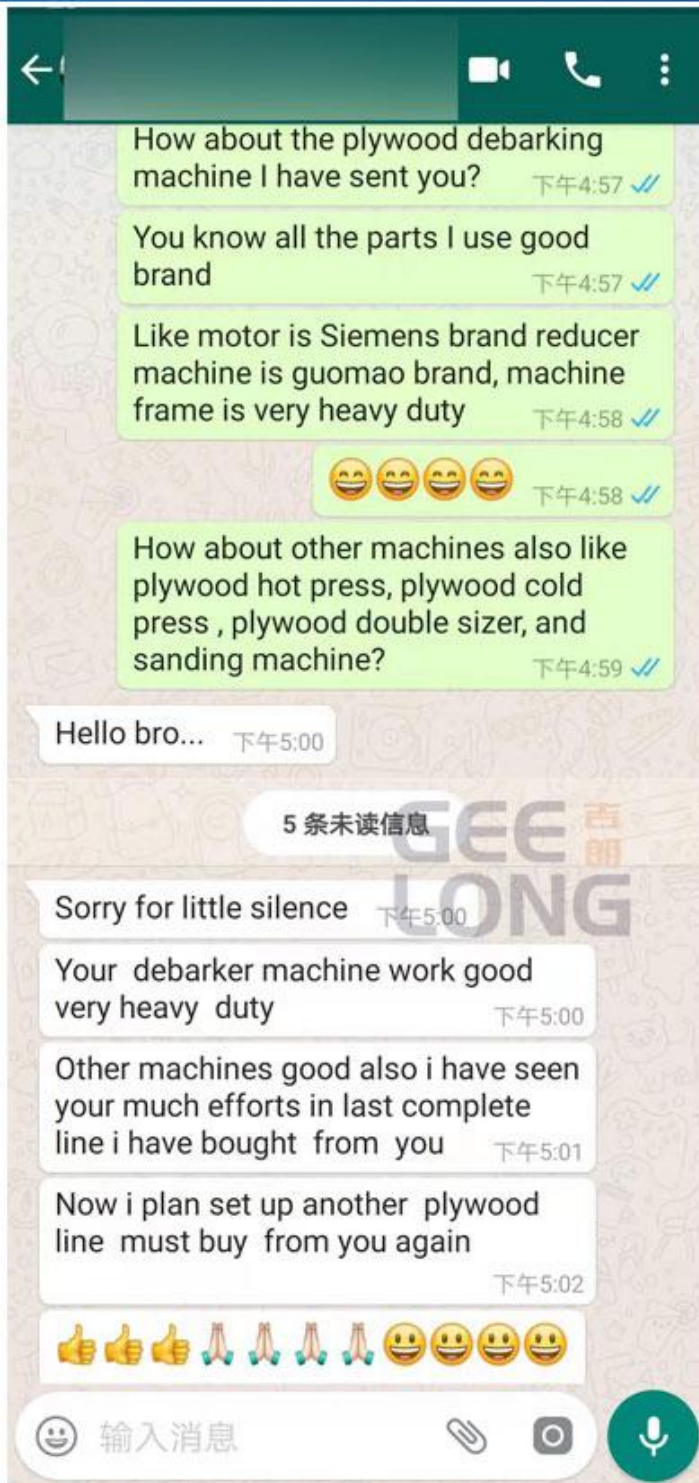 How about the plywood debarking
machine I have sent you?
下午4:57
You know all the parts I use good
brand
下午4:57
Like motor is Siemens brand reducer
machine is guomao brand, machine
frame is very heavy duty
下午4:58
😄😄😄😄
下午4:58
How about other machines also like
plywood hot press, plywood cold
press , plywood double sizer, and
sanding machine?
下午4:59
Hello bro...
下午5:00
5 条未读信息
GEE 吉朗
LONG
Sorry for little silence
下午5:00
Your debarker machine work good
very heavy duty
下午5:00
Other machines good also i have seen
your much efforts in last complete
line i have bought from you
下午5:01
Now i plan set up another plywood
line must buy from you again
下午5:02
👍👍👍🙏🏻🙏🏻🙏🏻🙏🏻😃😃😃😃
输入消息